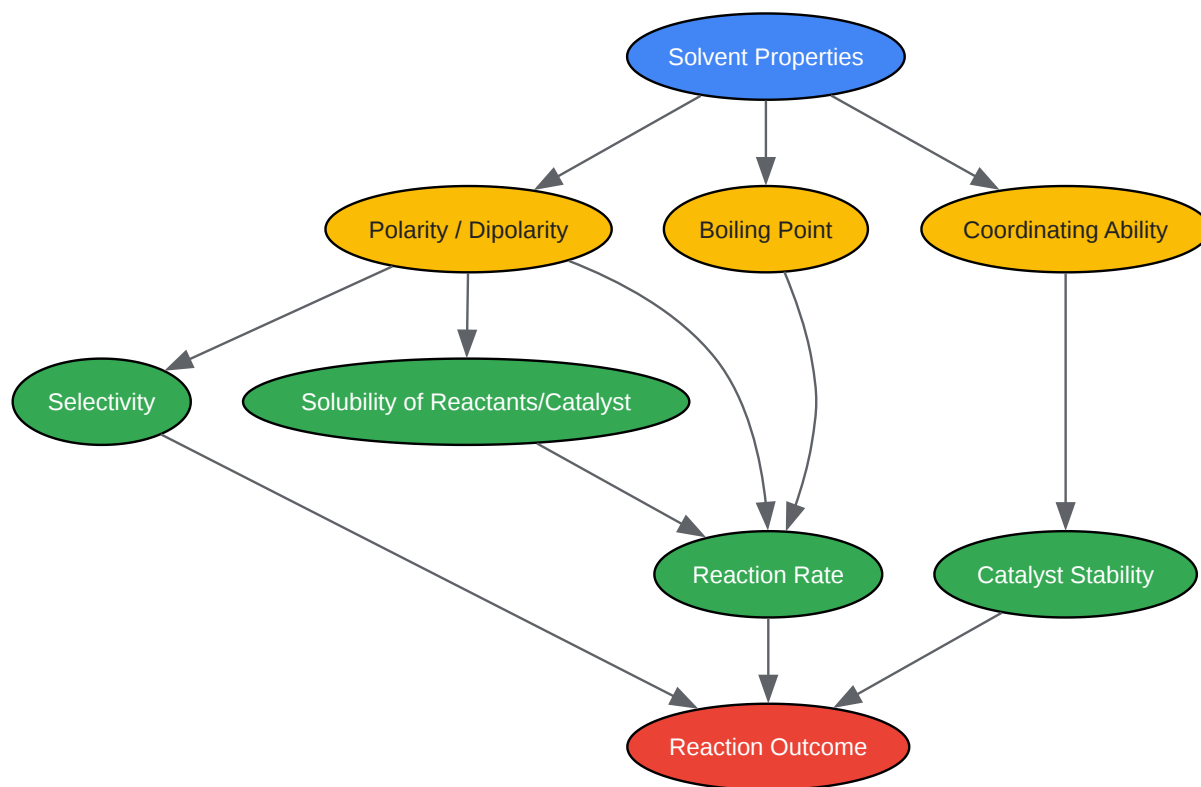 Solvent Properties
Polarity / Dipolarity
Boiling Point
Coordinating Ability
Selectivity
Solubility of Reactants/Catalyst
Reaction Rate
Catalyst Stability
Reaction Outcome